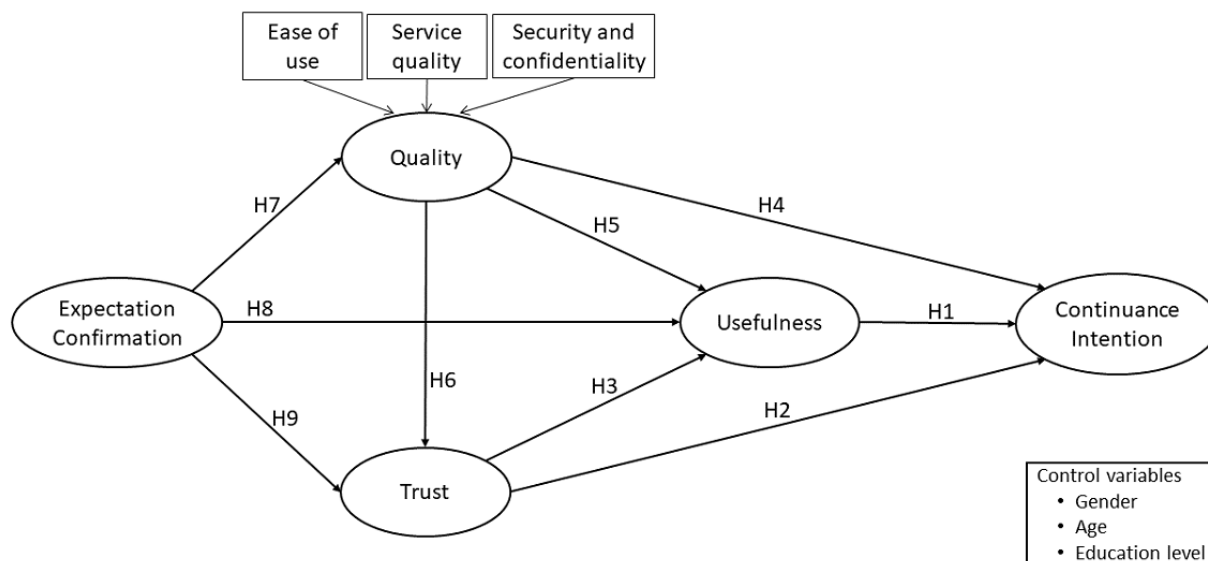 Ease of
use
Service
quality
Security and
confidentiality
Quality
H7
H4
H5
Expectation
Confirmation
H8
Usefulness
H1
Continuance
Intention
H6
H3
H9
H2
Trust
Control variables
• Gender
• Age
• Education level